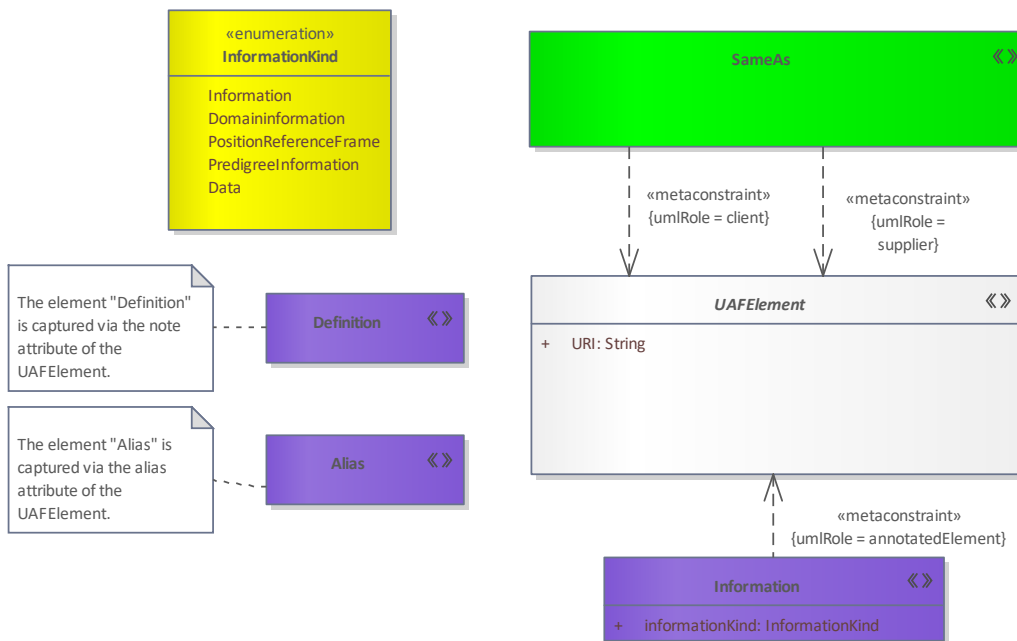 «enumeration»
InformationKind
Information
Domaininformation
PositionReferenceFrame
PredigreeInformation
Data
SameAs
«metaconstraint»
{umlRole = client}
«metaconstraint»
{umlRole =
supplier}
The element "Definition"
is captured via the note
attribute of the
UAFElement.
Definition
UAFElement
+ URI: String
The element "Alias" is
captured via the alias
attribute of the
UAFElement.
Alias
«metaconstraint»
{umlRole = annotatedElement}
Information
+ informationKind: InformationKind